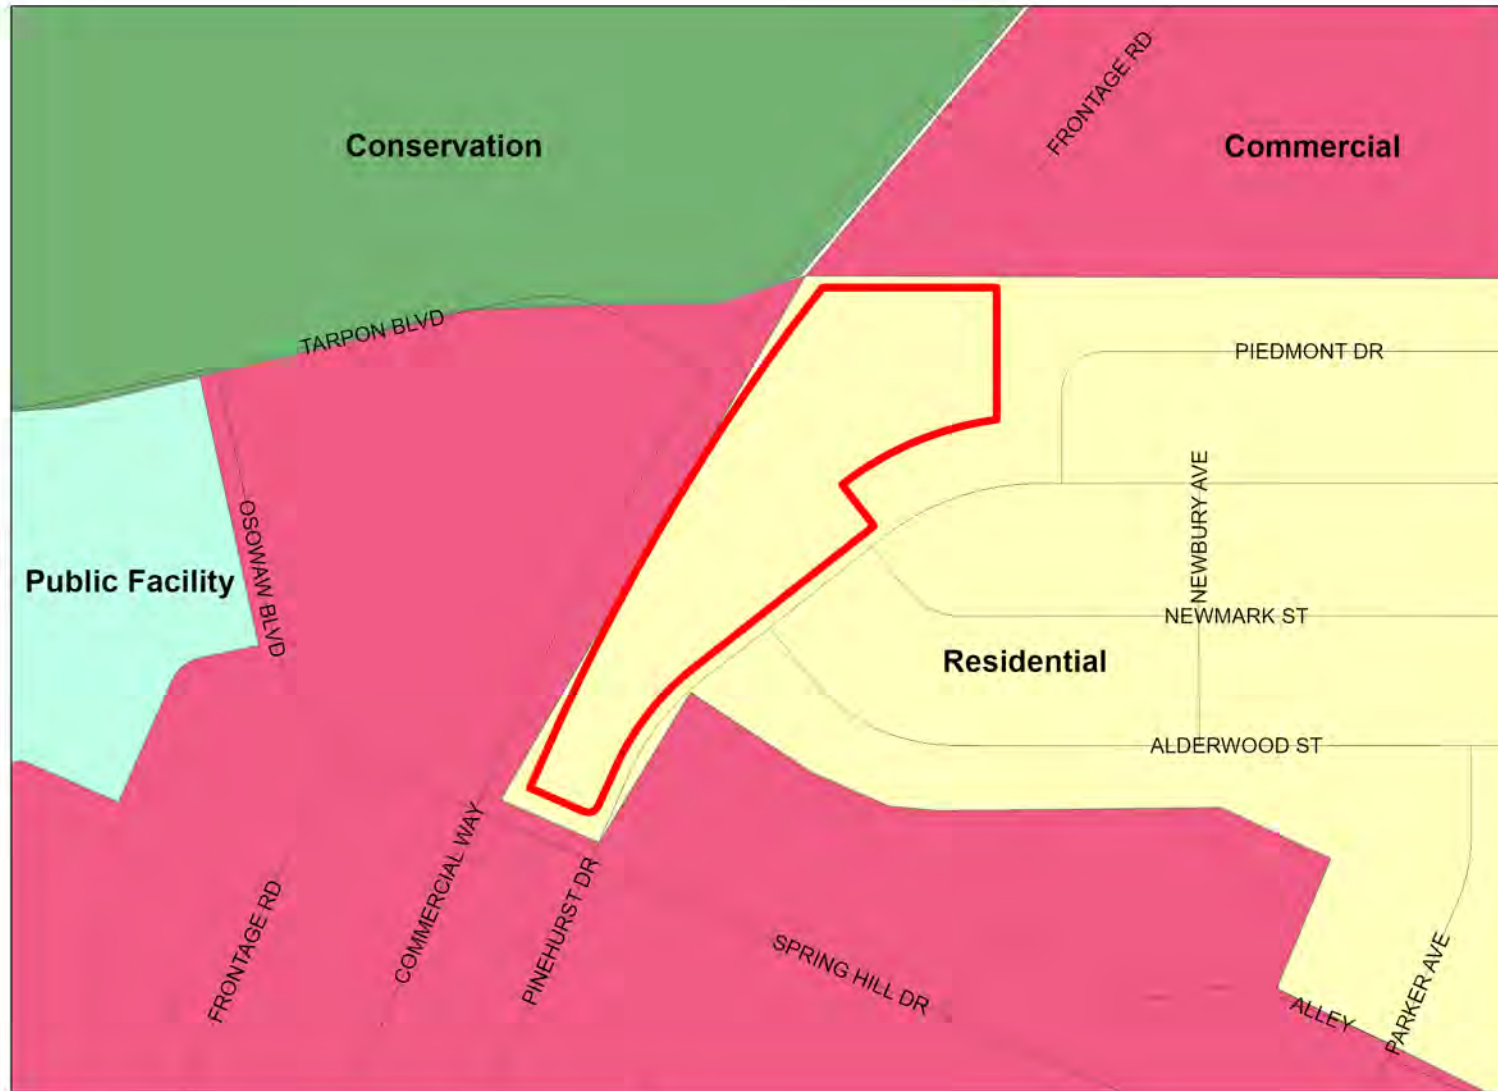 FRONTAGE RD
Conservation
Commercial
TARPON BLVD
PIEDMONT DR
NEWBURY AVE
OSOWAW BLVD
Public Facility
NEWMARK ST
Residential
ALDERWOOD ST
COMMERCIAL WAY
PINEHURST DR
FRONTAGE RD
SPRING HILL DR
PARKER AVE
ALLEY